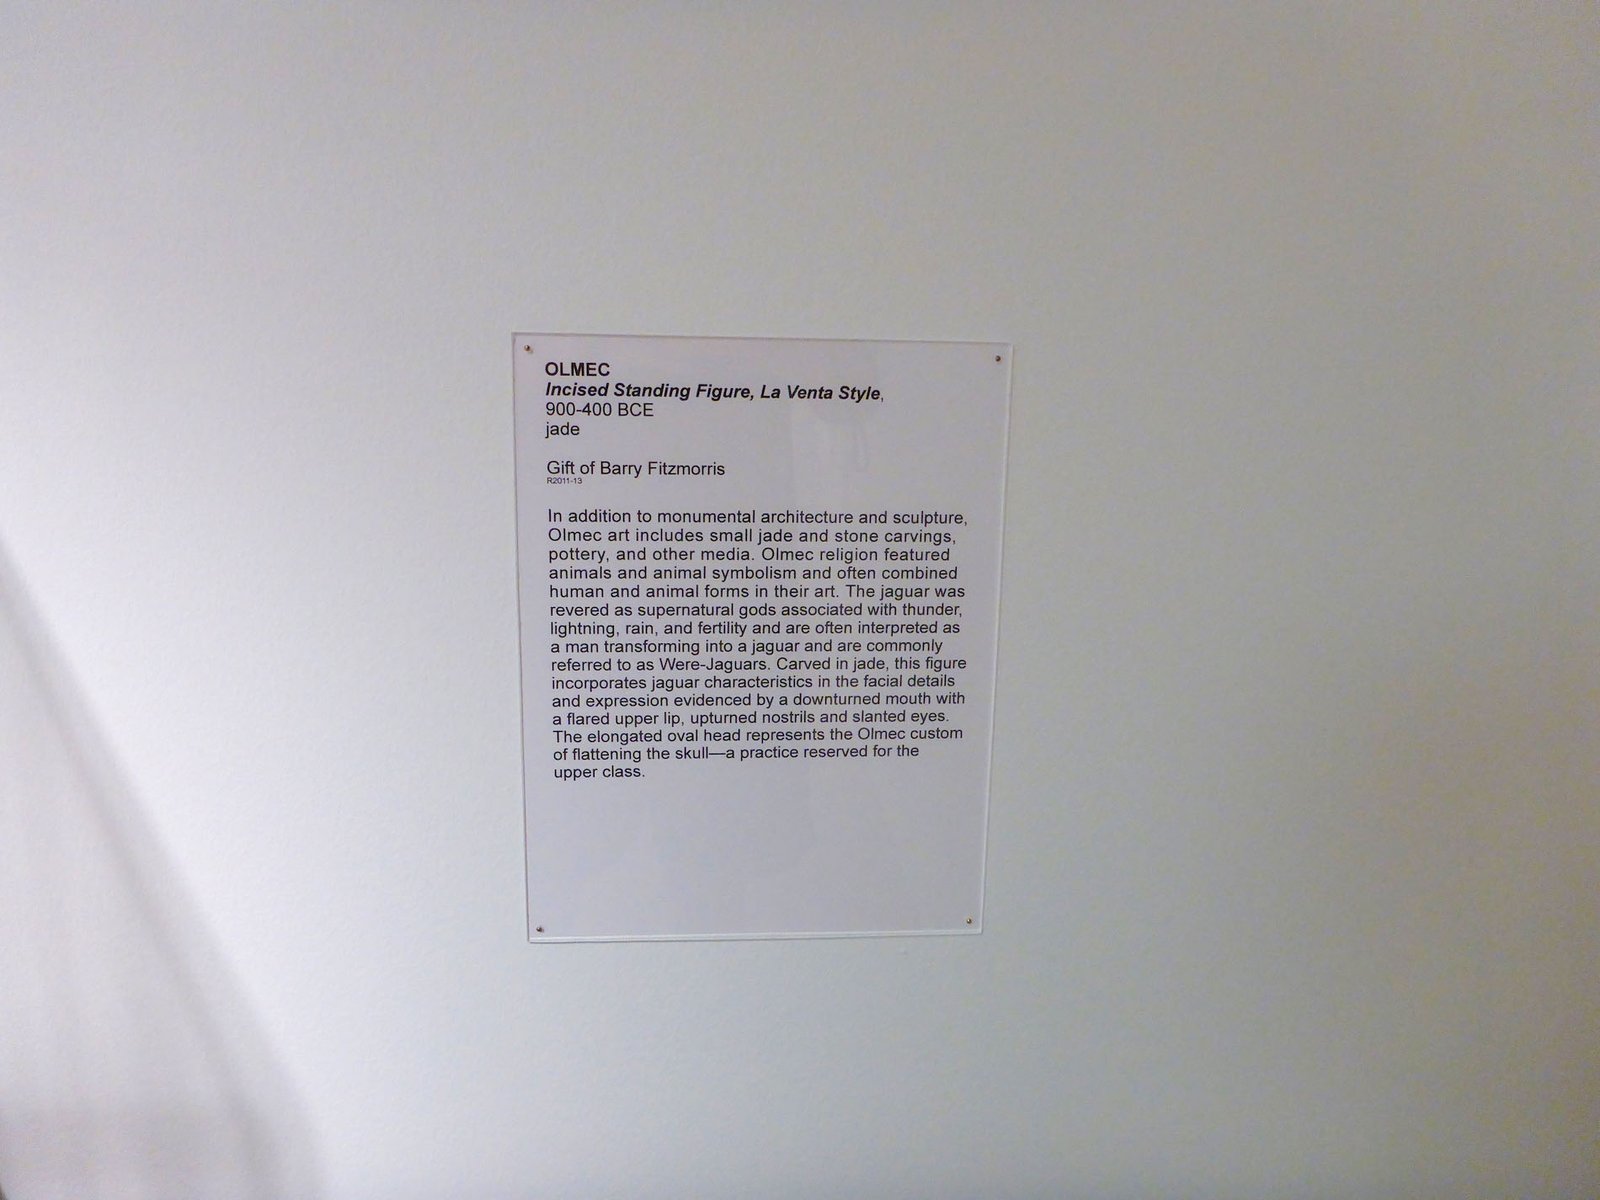 OLMEC
Incised Standing Figure, La Venta Style,
900-400 BCE
jade
Gift of Barry Fitzmorris
R2011-13
In addition to monumental architecture and sculpture,
Olmec art includes small jade and stone carvings,
pottery, and other media. Olmec religion featured
animals and animal symbolism and often combined
human and animal forms in their art. The jaguar was
revered as supernatural gods associated with thunder,
lightning, rain, and fertility and are often interpreted as
a man transforming into a jaguar and are commonly
referred to as Were-Jaguars. Carved in jade, this figure
incorporates jaguar characteristics in the facial details
and expression evidenced by a downturned mouth with
a flared upper lip, upturned nostrils and slanted eyes.
The elongated oval head represents the Olmec custom
of flattening the skull—a practice reserved for the
upper class.